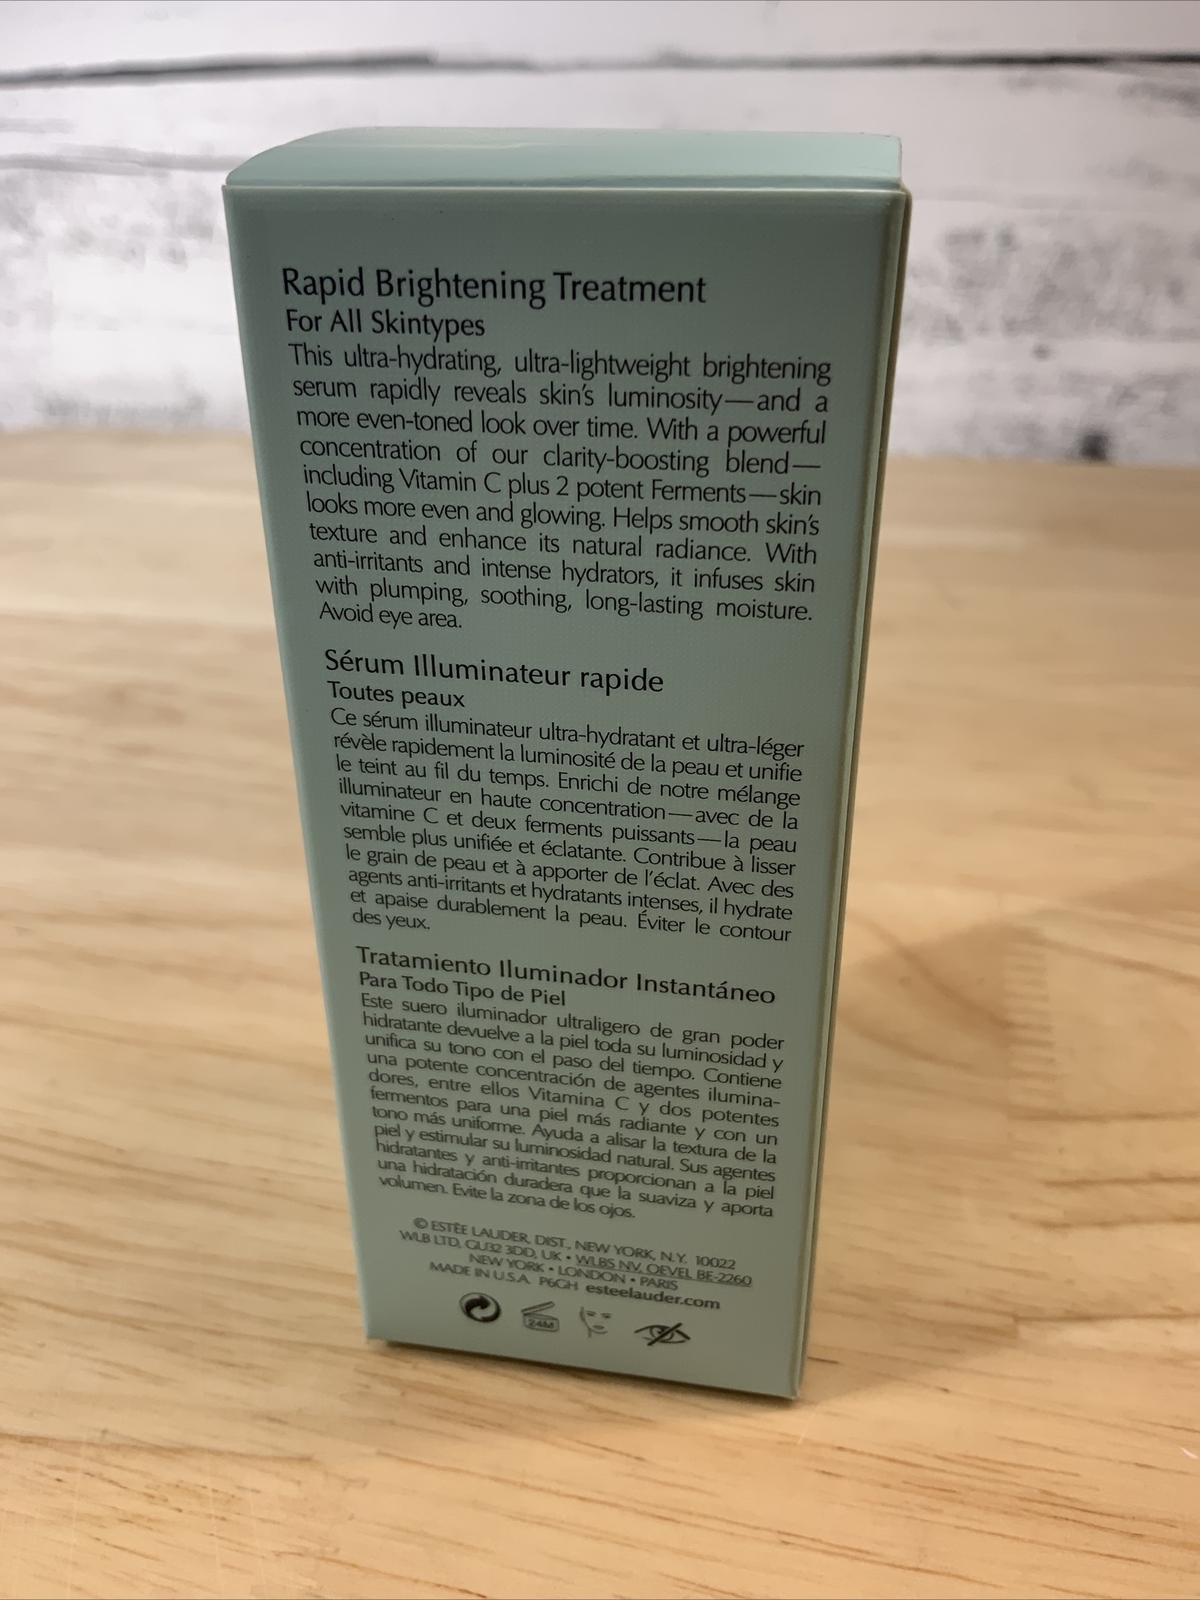 Rapid Brightening Treatment
For All Skintypes
This ultra-hydrating, ultra-lightweight brightening
serum rapidly reveals skin's luminosity—and a
more even-toned look over time. With a powerful
concentration of our clarity-boosting blend—
including Vitamin C plus 2 potent Ferments—skin
looks more even and glowing. Helps smooth skin's
texture and enhance its natural radiance. With
anti-irritants and intense hydrators, it infuses skin
with plumping, soothing, long-lasting moisture.
Avoid eye area.
Sérum Illuminateur rapide
Toutes peaux
Ce sérum illuminateur ultra-hydratant et ultra-léger
révèle rapidement la luminosité de la peau et unifie
le teint au fil du temps. Enrichi de notre mélange
illuminateur en haute concentration—avec de la
vitamine C et deux ferments puissants—la peau
semble plus unifiée et éclatante. Contribue à lisser
le grain de peau et à apporter de l'éclat. Avec des
agents anti-irritants et hydratants intenses, il hydrate
et apaise durablement la peau. Éviter le contour
des yeux.
Tratamiento Iluminador Instantáneo
Para Todo Tipo de Piel
Este suero iluminador ultraligero de gran poder
hidratante devuelve a la piel toda su luminosidad y
unifica su tono con el paso del tiempo. Contiene
una potente concentración de agentes ilumina-
dores, entre ellos Vitamina C y dos potentes
fermentos para una piel más radiante y con un
tono más uniforme. Ayuda a alisar la textura de la
piel y estimular su luminosidad natural. Sus agentes
hidratantes y anti-irritantes proporcionan a la piel
una hidratación duradera que la suaviza y aporta
volumen. Evite la zona de los ojos.
© ESTĒE LAUDER, DIST., NEW YORK, N.Y. 10022
WLB LTD, GU32 3DD, UK • WLBS NV, OEVEL BE-2260
NEW YORK • LONDON • PARIS
MADE IN U.S.A. P6GH esteelauder.com
24M